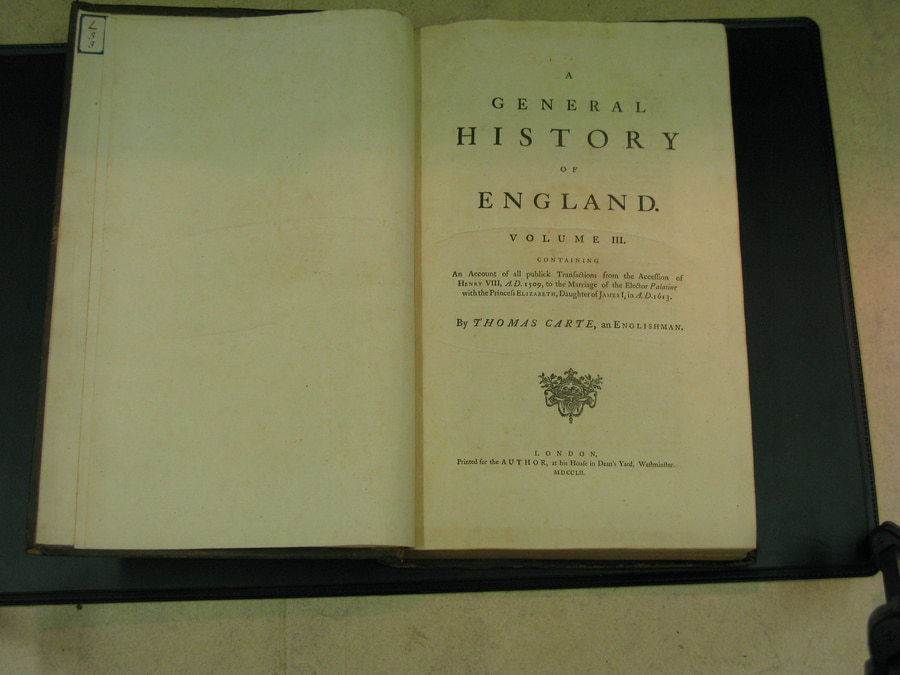 L
3
3
A
GENERAL
HISTORY
OF
ENGLAND.
VOLUME III.
CONTAINING
An Account of all publick Tranſactions from the Acceſſion of
HENRY VIII, A.D. 1509, to the Marriage of the Elector Palatine
with the Princeſs ELIZABETH, Daughter of JAMES I, in A.D. 1613.
By THOMAS CARTE, an ENGLISHMAN.
LONDON,
Printed for the AUTHOR, at his Houſe in Dean's Yard, Weſtminſter.
MDCCLII.